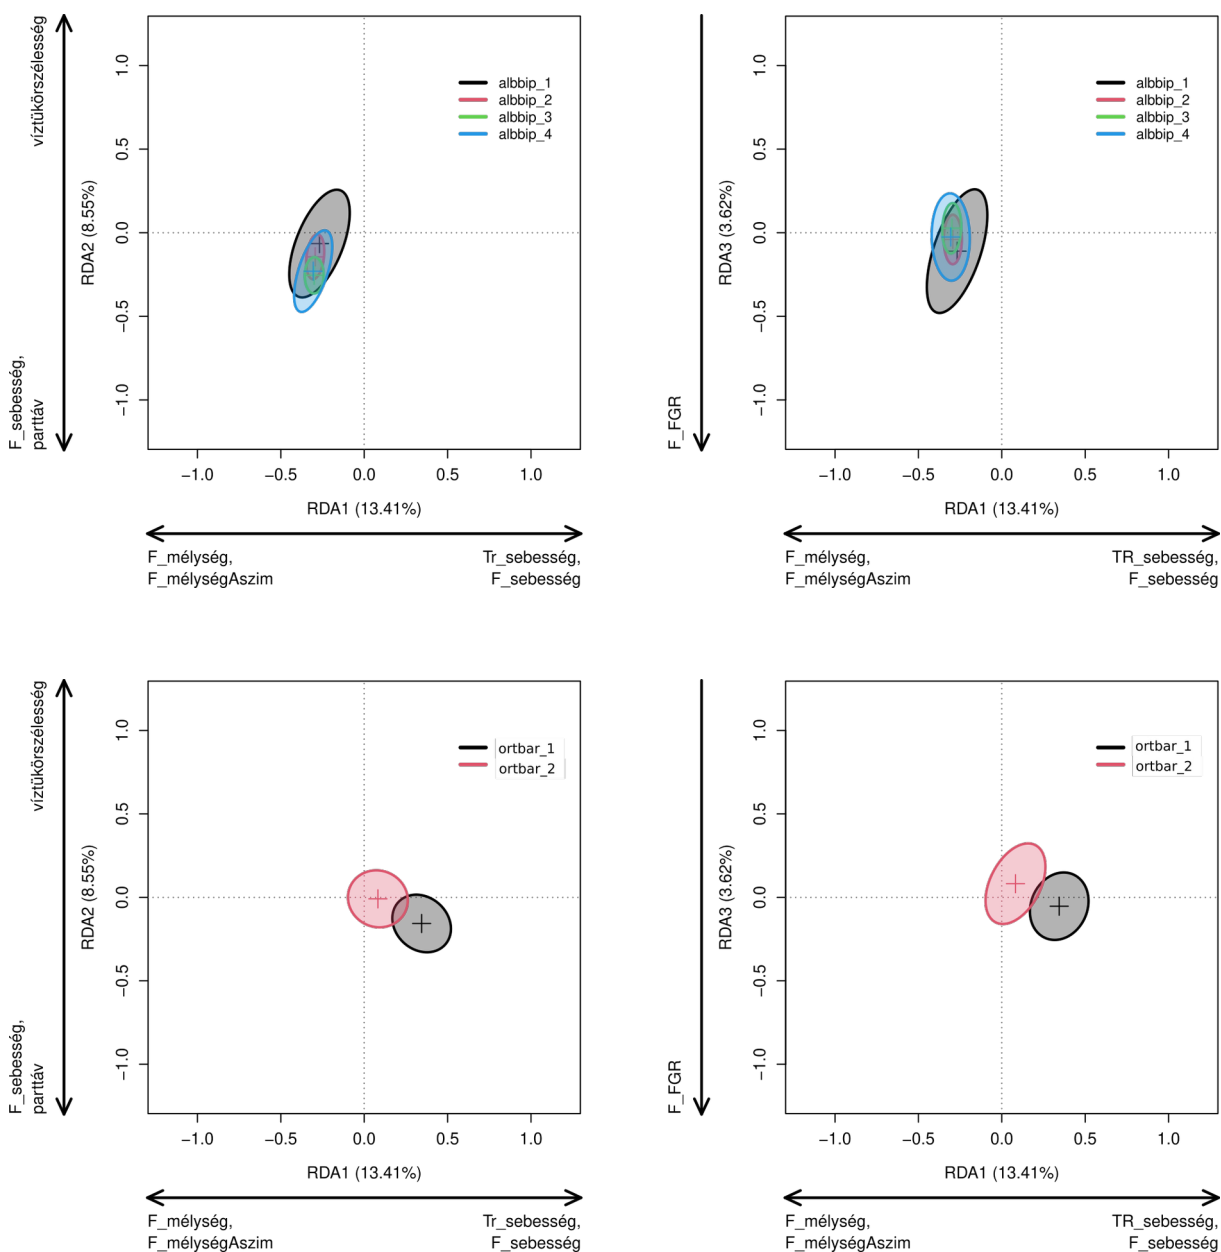 víztükörszélesség
F_sebesség,
parttáv
RDA2 (8.55%)
1.0
0.5
0.0
−0.5
−1.0
albbip_1
albbip_2
albbip_3
albbip_4
−1.0 −0.5 0.0 0.5 1.0
RDA1 (13.41%)
F_mélység, Tr_sebesség,
F_mélységAszim F_sebesség
F_FGR
RDA3 (3.62%)
1.0
0.5
0.0
−0.5
−1.0
albbip_1
albbip_2
albbip_3
albbip_4
−1.0 −0.5 0.0 0.5 1.0
RDA1 (13.41%)
F_mélység, TR_sebesség,
F_mélységAszim F_sebesség
víztükörszélesség
F_sebesség,
parttáv
RDA2 (8.55%)
1.0
0.5
0.0
−0.5
−1.0
ortbar_1
ortbar_2
−1.0 −0.5 0.0 0.5 1.0
RDA1 (13.41%)
F_mélység, Tr_sebesség,
F_mélységAszim F_sebesség
F_FGR
RDA3 (3.62%)
1.0
0.5
0.0
−0.5
−1.0
ortbar_1
ortbar_2
−1.0 −0.5 0.0 0.5 1.0
RDA1 (13.41%)
F_mélység, TR_sebesség,
F_mélységAszim F_sebesség